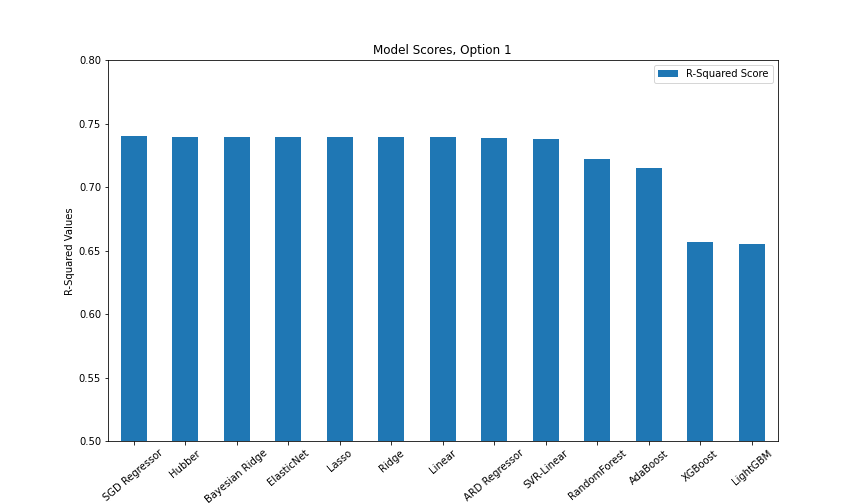 Model Scores, Option 1
R-Squared Score
R-Squared Values
0.80
0.75
0.70
0.65
0.60
0.55
0.50
SGD Regressor
Hubber
Bayesian Ridge
ElasticNet
Lasso
Ridge
Linear
ARD Regressor
SVR-Linear
RandomForest
AdaBoost
XGBoost
LightGBM